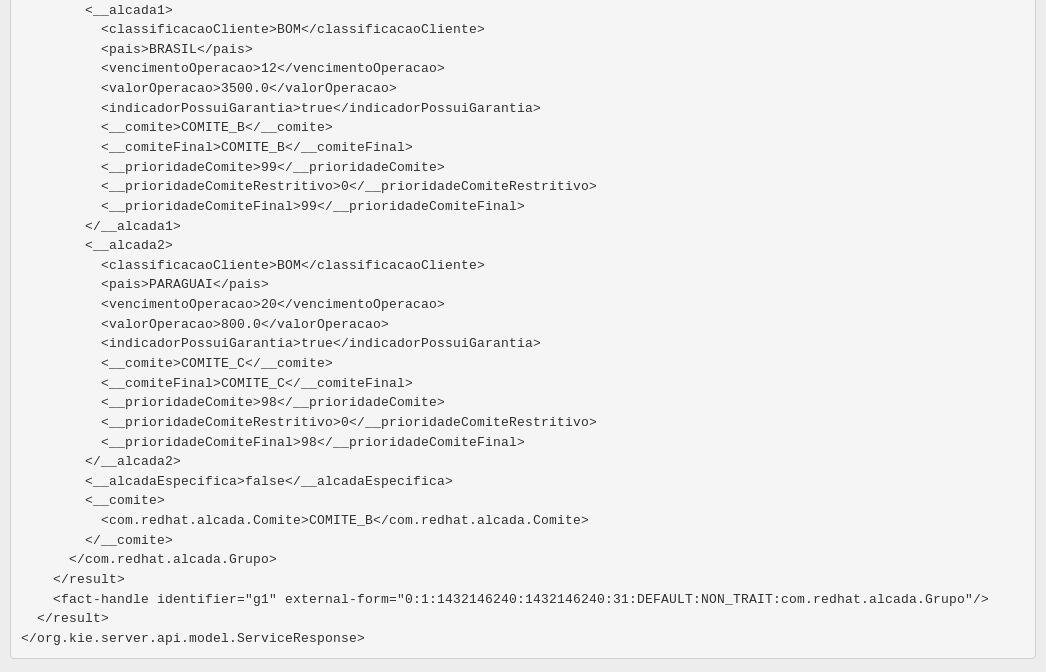 <__alcada1>
<classificacaoCliente>BOM</classificacaoCliente>
<pais>BRASIL</pais>
<vencimentoOperacao>12</vencimentoOperacao>
<valorOperacao>3500.0</valorOperacao>
<indicadorPossuiGarantia>true</indicadorPossuiGarantia>
<__comite>COMITE_B</__comite>
<__comiteFinal>COMITE_B</__comiteFinal>
<__prioridadeComite>99</__prioridadeComite>
<__prioridadeComiteRestritivo>0</__prioridadeComiteRestritivo>
<__prioridadeComiteFinal>99</__prioridadeComiteFinal>
</__alcada1>
<__alcada2>
<classificacaoCliente>BOM</classificacaoCliente>
<pais>PARAGUAI</pais>
<vencimentoOperacao>20</vencimentoOperacao>
<valorOperacao>800.0</valorOperacao>
<indicadorPossuiGarantia>true</indicadorPossuiGarantia>
<__comite>COMITE_C</__comite>
<__comiteFinal>COMITE_C</__comiteFinal>
<__prioridadeComite>98</__prioridadeComite>
<__prioridadeComiteRestritivo>0</__prioridadeComiteRestritivo>
<__prioridadeComiteFinal>98</__prioridadeComiteFinal>
</__alcada2>
<__alcadaEspecifica>false</__alcadaEspecifica>
<__comite>
<com.redhat.alcada.Comite>COMITE_B</com.redhat.alcada.Comite>
</__comite>
</com.redhat.alcada.Grupo>
</result>
<fact-handle identifier="g1" external-form="0:1:1432146240:1432146240:31:DEFAULT:NON_TRAIT:com.redhat.alcada.Grupo"/>
</result>
</org.kie.server.api.model.ServiceResponse>